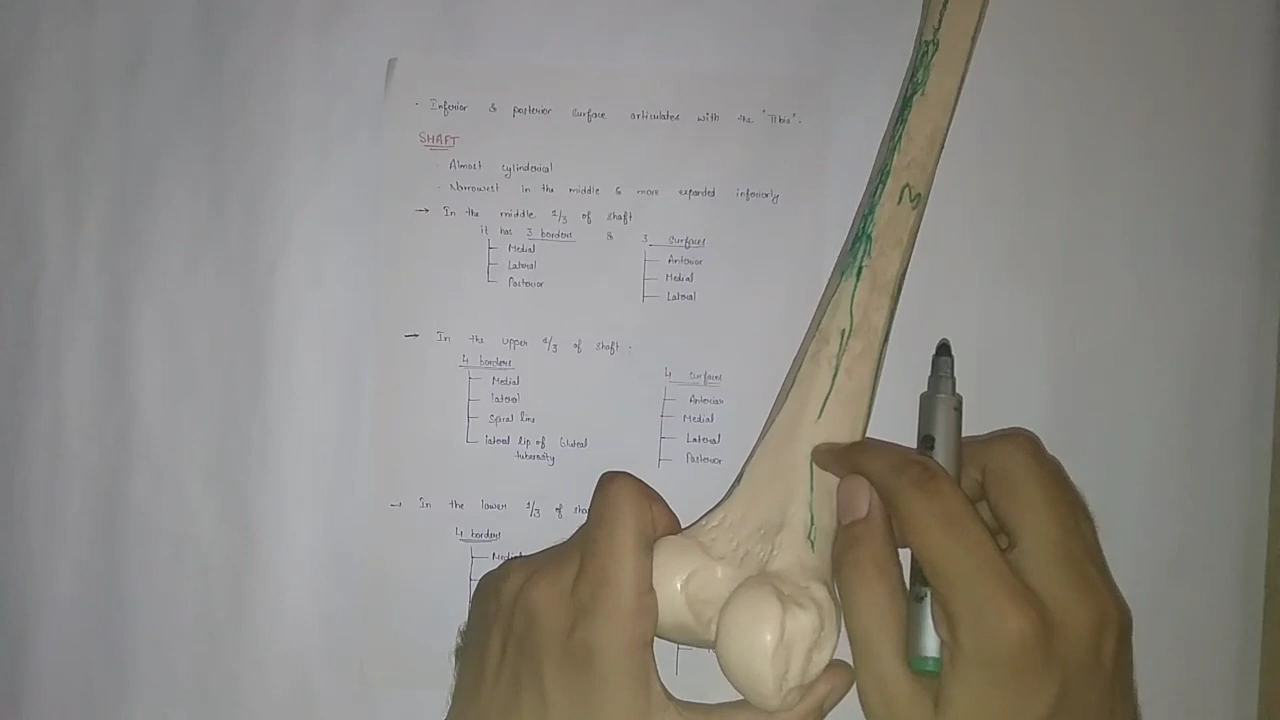 · Inferior & posterior surface articulates with the "Tibia".
SHAFT
· Almost cylinderical
· Narrowest in the middle & more expanded inferiorly
→ In the middle 1/3 of shaft
it has 3 borders & 3 surfaces
Medial
Lateral
Posterior
Anterior
Medial
Lateral
→ In the upper 1/3 of shaft.
4 borders
Medial
lateral
Spiral line
lateral lip of Gluteal tuberosity
4 surfaces
Anterior
Medial
Lateral
Posterior
→ In the lower 1/3 of sha
4 borders
Medi